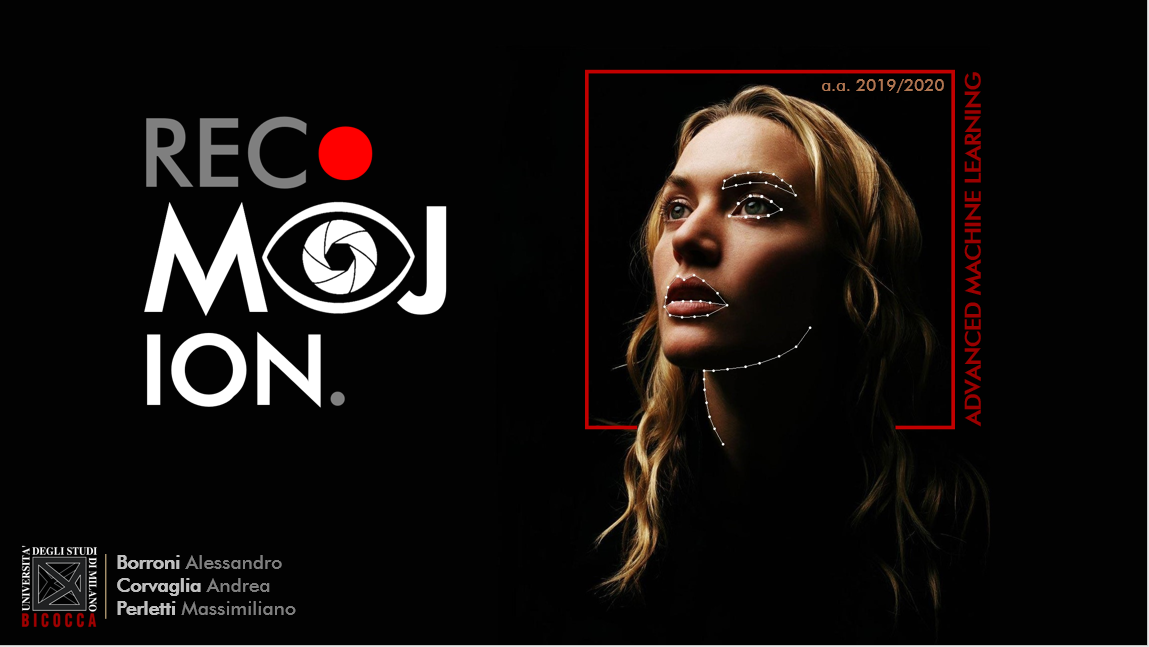 REC
MOJ
ION.
a.a. 2019/2020
ADVANCED MACHINE LEARNING
UNIVERSITA'
DEGLI STUDI
DI MILANO
BICOCCA
Borroni Alessandro
Corvaglia Andrea
Perletti Massimiliano